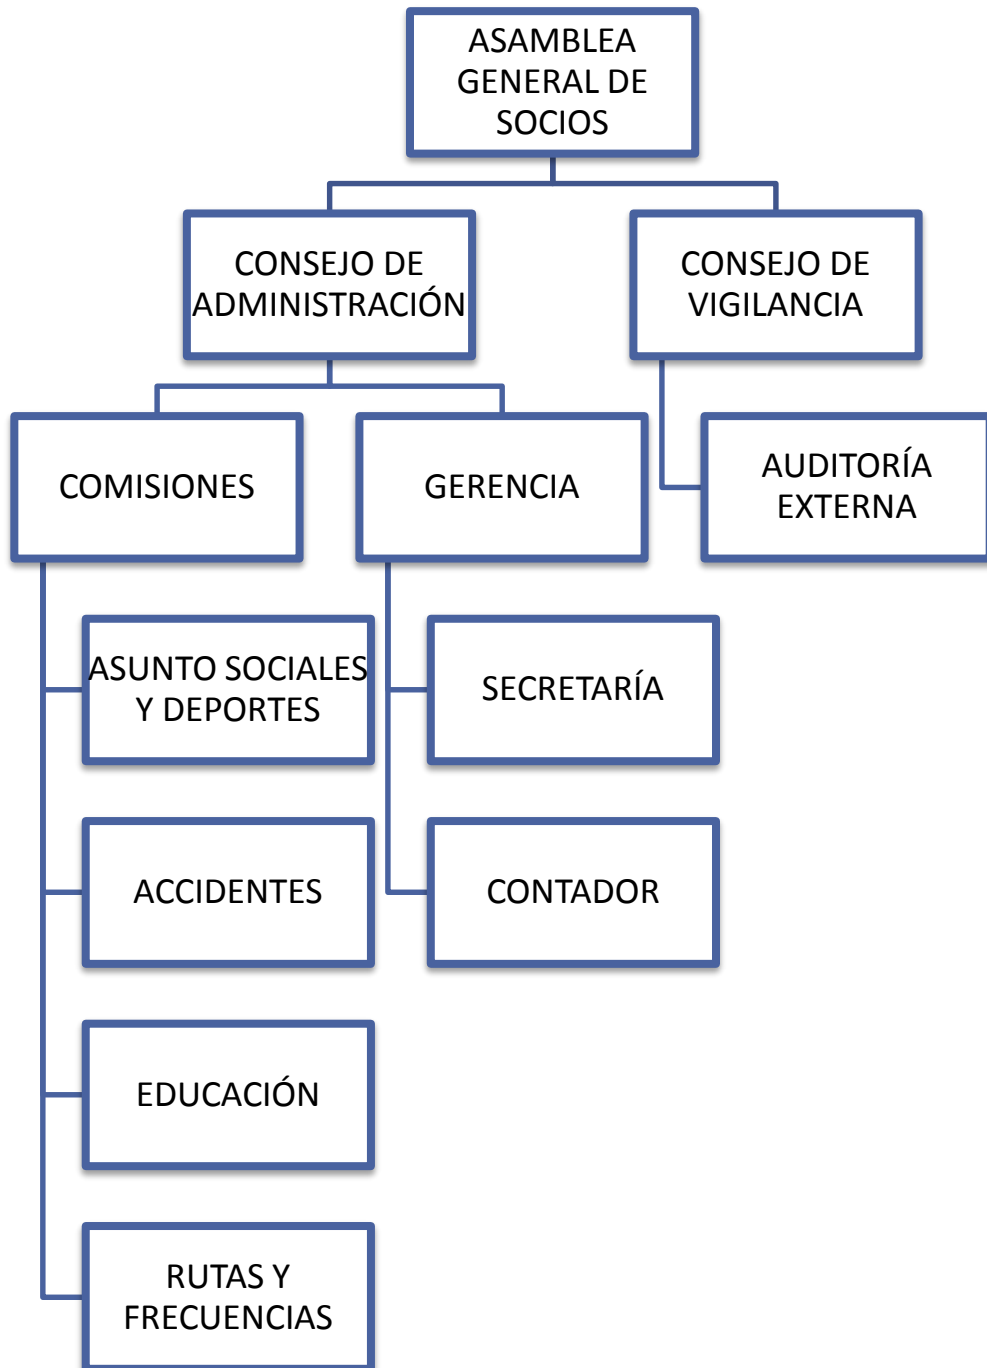 ASAMBLEA
GENERAL DE
SOCIOS
CONSEJO DE
ADMINISTRACIÓN
CONSEJO DE
VIGILANCIA
COMISIONES
GERENCIA
AUDITORÍA
EXTERNA
ASUNTO SOCIALES
Y DEPORTES
SECRETARÍA
ACCIDENTES
CONTADOR
EDUCACIÓN
RUTAS Y
FRECUENCIAS